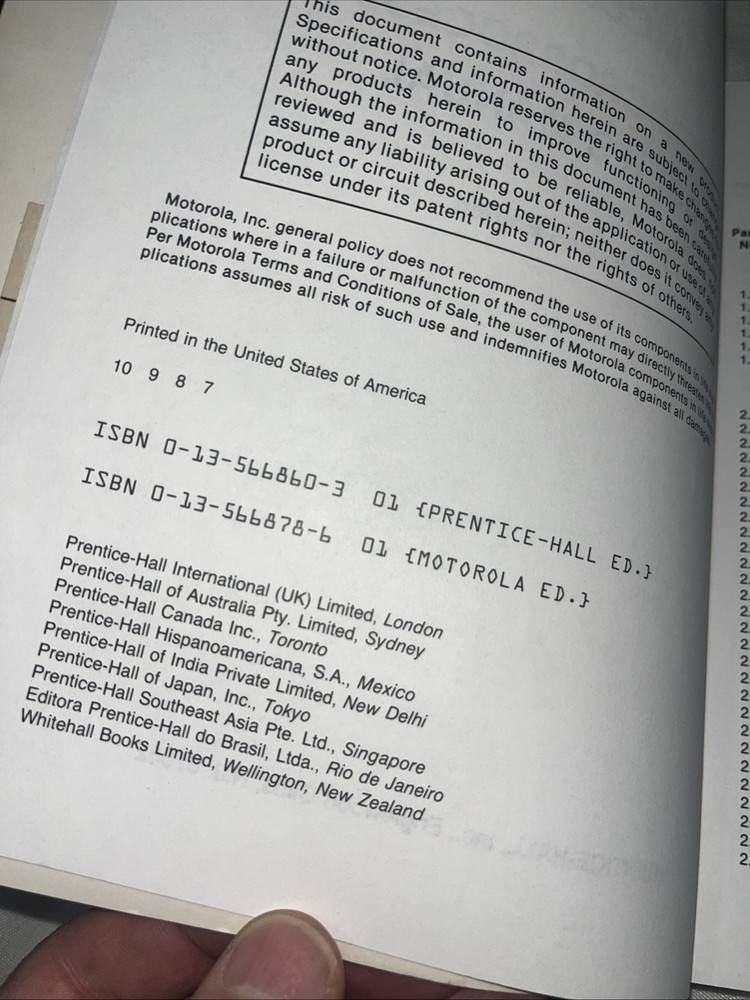 This document contains information on a new
Specifications and information herein are subject to
without notice. Motorola reserves the right to make
any products herein to improve functioning or
Although the information in this document has been
reviewed and is believed to be reliable, Motorola does
assume any liability arising out of the application or use of
product or circuit described herein; neither does it convey any
license under its patent rights nor the rights of others.
Motorola, Inc. general policy does not recommend the use of its components in
plications where in a failure or malfunction of the component may directly threaten
Per Motorola Terms and Conditions of Sale, the user of Motorola components in life
plications assumes all risk of such use and indemnifies Motorola against all damages.
Printed in the United States of America
10 9 8 7
ISBN 0-13-566860-3 01 {PRENTICE-HALL ED.}
ISBN 0-13-566878-6 01 {MOTOROLA ED.}
Prentice-Hall International (UK) Limited, London
Prentice-Hall of Australia Pty. Limited, Sydney
Prentice-Hall Canada Inc., Toronto
Prentice-Hall Hispanoamericana, S.A., Mexico
Prentice-Hall of India Private Limited, New Delhi
Prentice-Hall of Japan, Inc., Tokyo
Prentice-Hall Southeast Asia Pte. Ltd., Singapore
Editora Prentice-Hall do Brasil, Ltda., Rio de Janeiro
Whitehall Books Limited, Wellington, New Zealand